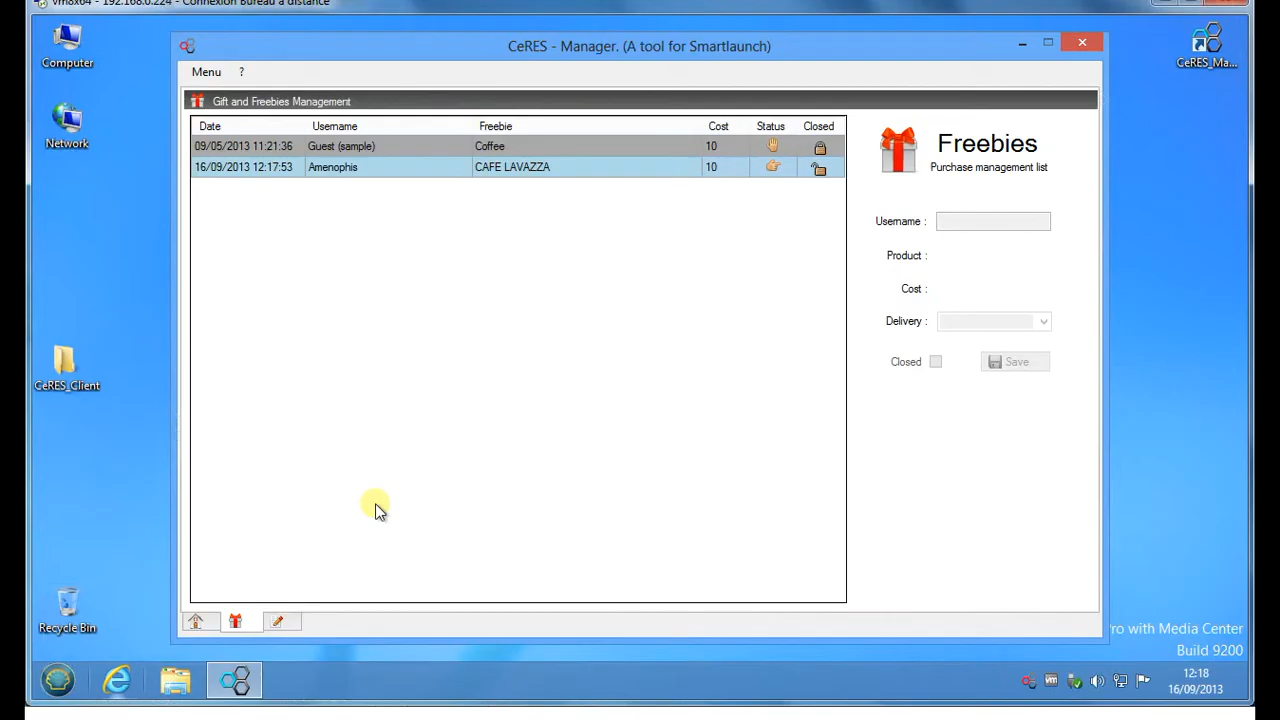 vm8x64 - 192.168.0.224 - Connexion Bureau à distance
Computer
Network
CeRES_Client
Recycle Bin
CeRES_Ma...
CeRES - Manager. (A tool for Smartlaunch)
Menu ?
Gift and Freebies Management
Date Username Freebie Cost Status Closed
09/05/2013 11:21:36 Guest (sample) Coffee 10
16/09/2013 12:17:53 Amenophis CAFE LAVAZZA 10
Freebies
Purchase management list
Username :
Product :
Cost :
Delivery :
Closed Save
Pro with Media Center
Build 9200
12:18
16/09/2013